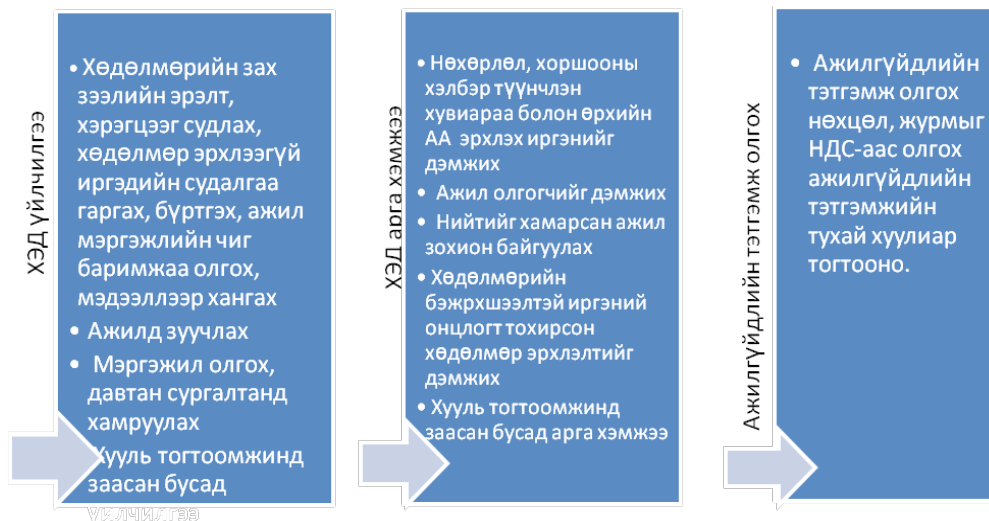 ХЭДҮйлчилгээ
• Хөдөлмөрийн зах
зээлийн эрэлт,
хэрэгцээг судлах,
хөдөлмөр эрхлээгүй
иргэдийн судалгаа
гаргах, бүртгэх, ажил
мэргэжлийн чиг
баримжаа олгох,
мэдээллээр хангах
• Ажилд зуучлах
• Мэргэжил олгох,
давтан сургалтанд
хамруулах
Хууль тогтоомжинд
заасан бусад
үйлчилгээ
ХЭД арга хэмжээ
• Нөхөрлөл, хоршооны
хэлбэр түүнчлэн
хувиараа болон өрхийн
АА эрхлэх иргэнийг
дэмжих
• Ажил олгогчийг дэмжих
• Нийтийг хамарсан ажил
зохион байгуулах
• Хөдөлмөрийн
бэжрхшээлтэй иргэний
онцлогт тохирсон
хөдөлмөр эрхлэлтийг
дэмжих
• Хууль тогтоомжинд
заасан бусад арга хэмжээ
Ажилгүйдлийн тэтгэмж олгох
• Ажилгүйдлийн
тэтгэмж олгох
нөхцөл, журмыг
НДС-аас олгох
ажилгүйдлийн
тэтгэмжийн
тухай хуулиар
тогтооно.